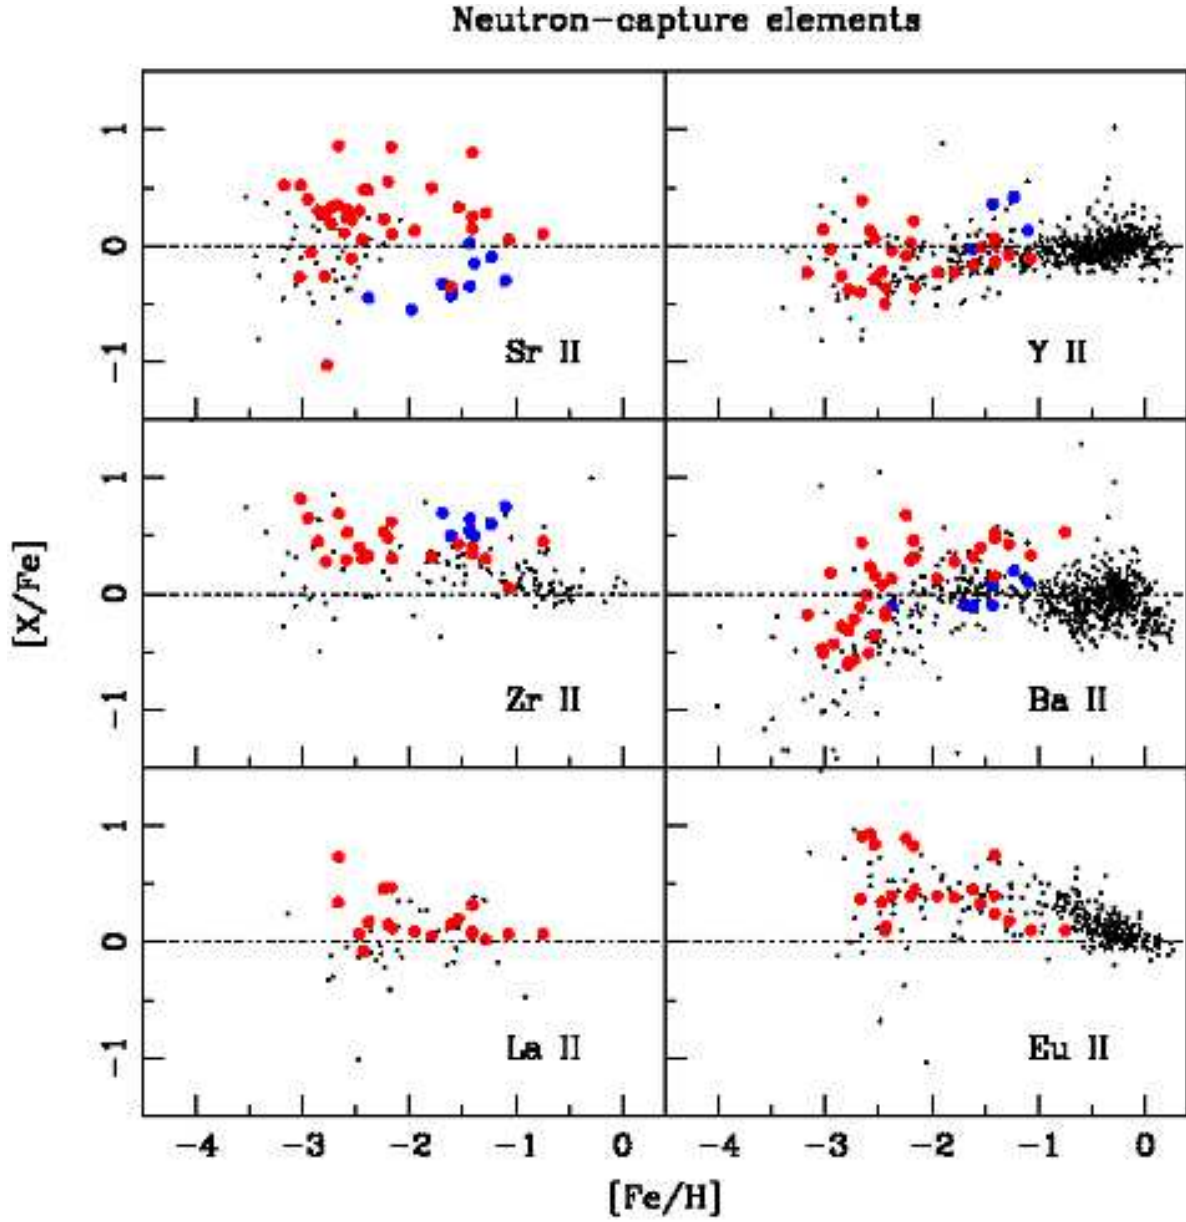 Neutron-capture elements
1
0
-1
Sr II
Y II
[X/Fe]
1
0
-1
Zr II
Ba II
1
0
-1
La II
Eu II
-4 -3 -2 -1 0 -4 -3 -2 -1 0
[Fe/H]